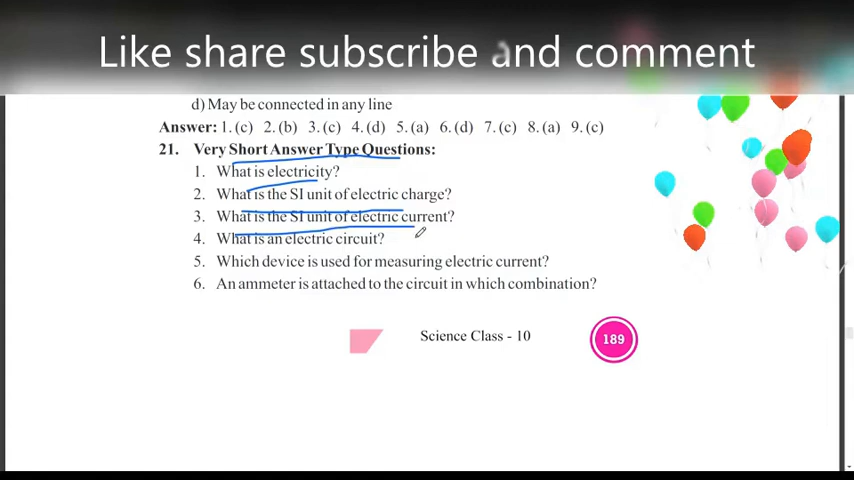 Like share subscribe and comment
d) May be connected in any line
Answer: 1. (c) 2. (b) 3. (c) 4. (d) 5. (a) 6. (d) 7. (c) 8. (a) 9. (c)
21. Very Short Answer Type Questions:
1. What is electricity?
2. What is the SI unit of electric charge?
3. What is the SI unit of electric current?
4. What is an electric circuit?
5. Which device is used for measuring electric current?
6. An ammeter is attached to the circuit in which combination?
Science Class - 10
189